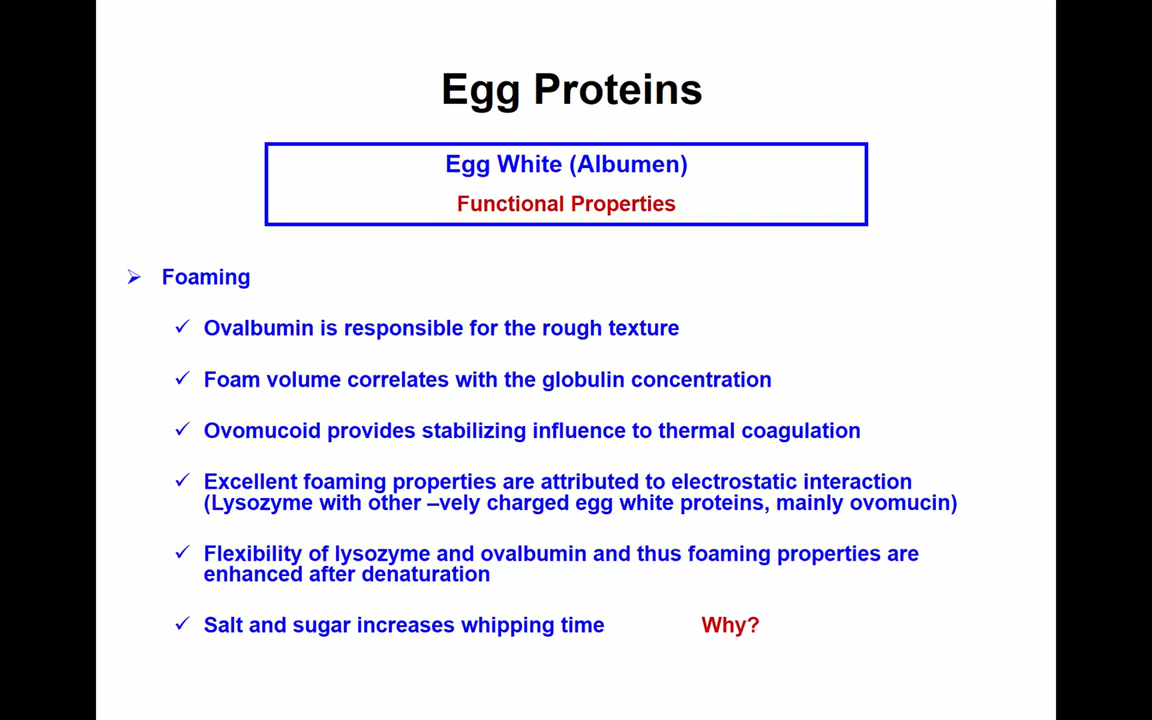 Egg Proteins
Egg White (Albumen)
Functional Properties
➢ Foaming
✓ Ovalbumin is responsible for the rough texture
✓ Foam volume correlates with the globulin concentration
✓ Ovomucoid provides stabilizing influence to thermal coagulation
✓ Excellent foaming properties are attributed to electrostatic interaction
(Lysozyme with other –vely charged egg white proteins, mainly ovomucin)
✓ Flexibility of lysozyme and ovalbumin and thus foaming properties are
enhanced after denaturation
✓ Salt and sugar increases whipping time Why?